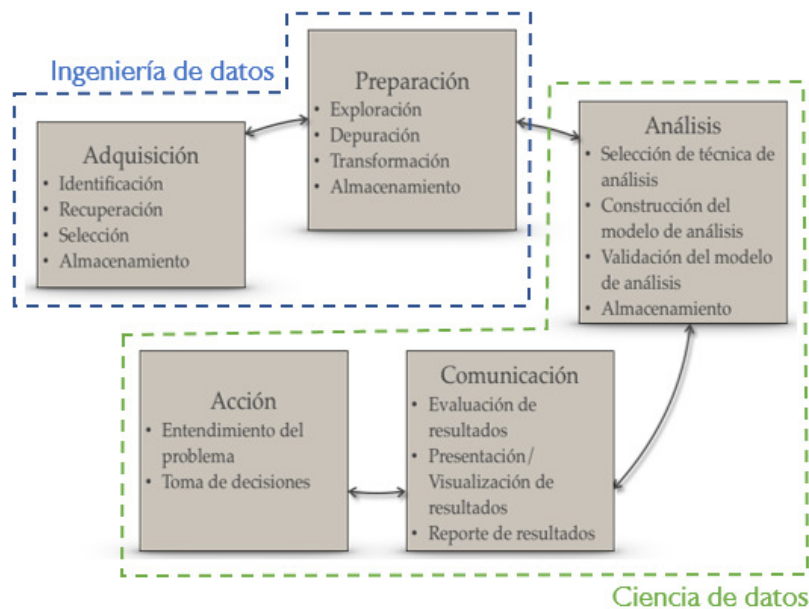 Ingeniería de datos
Adquisición
• Identificación
• Recuperación
• Selección
• Almacenamiento
Preparación
• Exploración
• Depuración
• Transformación
• Almacenamiento
Análisis
• Selección de técnica de
análisis
• Construcción del
modelo de análisis
• Validación del modelo
de análisis
• Almacenamiento
Comunicación
• Evaluación de
resultados
• Presentación/
Visualización de
resultados
• Reporte de resultados
Acción
• Entendimiento del
problema
• Toma de decisiones
Ciencia de datos